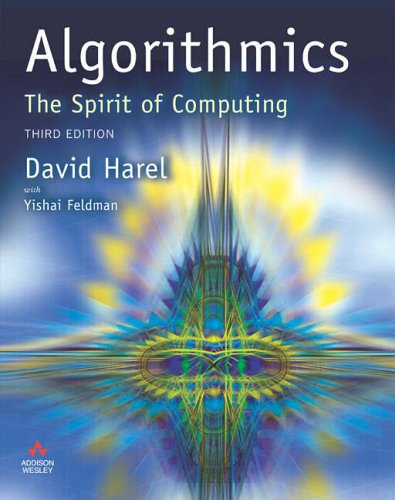 Algorithmics
The Spirit of Computing
THIRD EDITION
David Harel
with
Yishai Feldman
ADDISON
WESLEY